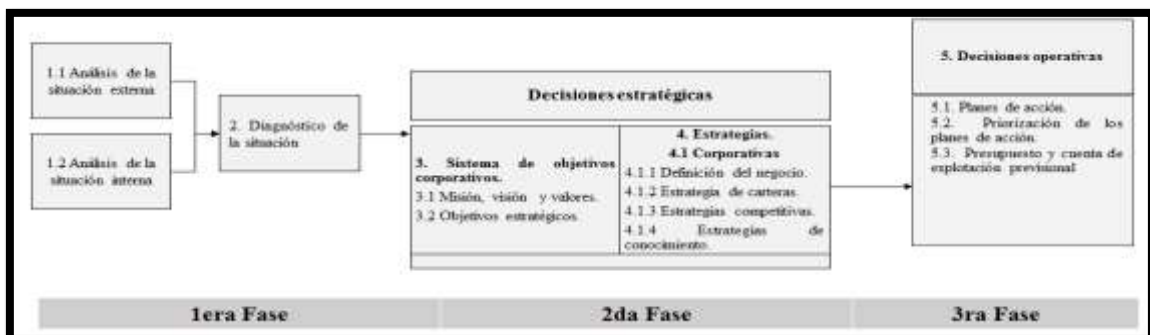 1.1 Análisis de la
situación externa
1.2 Análisis de la
situación interna
2. Diagnóstico de
la situación
Decisiones estratégicas
3. Sistema de objetivos
corporativos.
3.1 Misión, visión y valores.
3.2 Objetivos estratégicos.
4. Estrategias.
4.1 Corporativas
4.1.1 Definición del negocio.
4.1.2 Estrategia de carteras.
4.1.3 Estrategias competitivas.
4.1.4 Estrategias de
conocimiento.
5. Decisiones operativas
5.1. Planes de acción.
5.2. Priorización de los
planes de acción.
5.3. Presupuesto y cuenta de
explotación previsional
1era Fase
2da Fase
3ra Fase